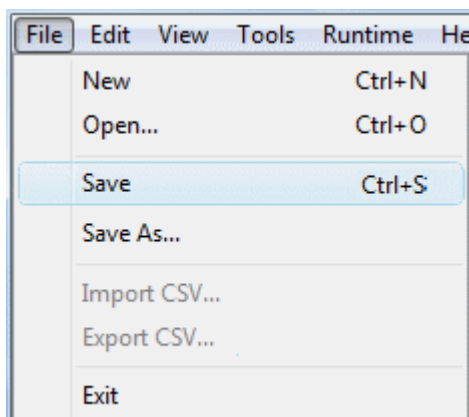 File Edit View Tools Runtime He
New Ctrl+N
Open... Ctrl+O
Save Ctrl+S
Save As...
Import CSV...
Export CSV...
Exit